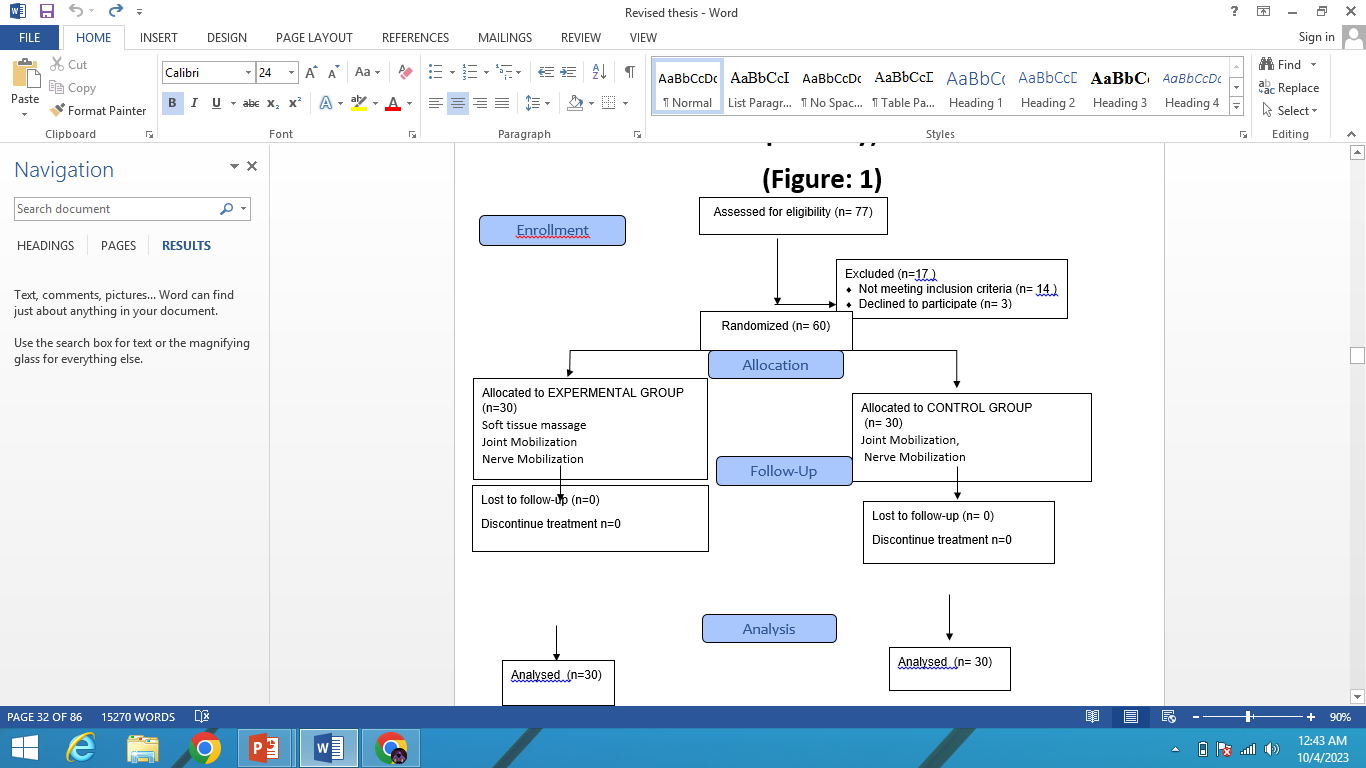 Revised thesis - Word
FILE
HOME
INSERT
DESIGN
PAGE LAYOUT
REFERENCES
MAILINGS
REVIEW
VIEW
Sign in
Paste
Cut
Copy
Format Painter
Clipboard
Calibri
24
Font
Paragraph
AaBbCcDc
¶ Normal
AaBbCcI
List Paragr...
AaBbCcDc
¶ No Spac...
AaBbCcD
¶ Table Pa...
AaBbCc
Heading 1
AaBbCcD
Heading 2
AaBbC
Heading 3
AaBbCcDc
Heading 4
Styles
Find
Replace
Select
Editing
Navigation
Search document
HEADINGS
PAGES
RESULTS
Text, comments, pictures... Word can find
just about anything in your document.
Use the search box for text or the magnifying
glass for everything else.
(Figure: 1)
Enrollment
Assessed for eligibility (n= 77)
Excluded (n=17 )
♦ Not meeting inclusion criteria (n= 14 )
♦ Declined to participate (n= 3)
Randomized (n= 60)
Allocation
Allocated to EXPERMENTAL GROUP
(n=30)
Soft tissue massage
Joint Mobilization
Nerve Mobilization
Allocated to CONTROL GROUP
(n= 30)
Joint Mobilization,
Nerve Mobilization
Follow-Up
Lost to follow-up (n=0)
Discontinue treatment n=0
Lost to follow-up (n= 0)
Discontinue treatment n=0
Analysis
Analysed (n=30)
Analysed (n= 30)
PAGE 32 OF 86
15270 WORDS
90%
12:43 AM
10/4/2023